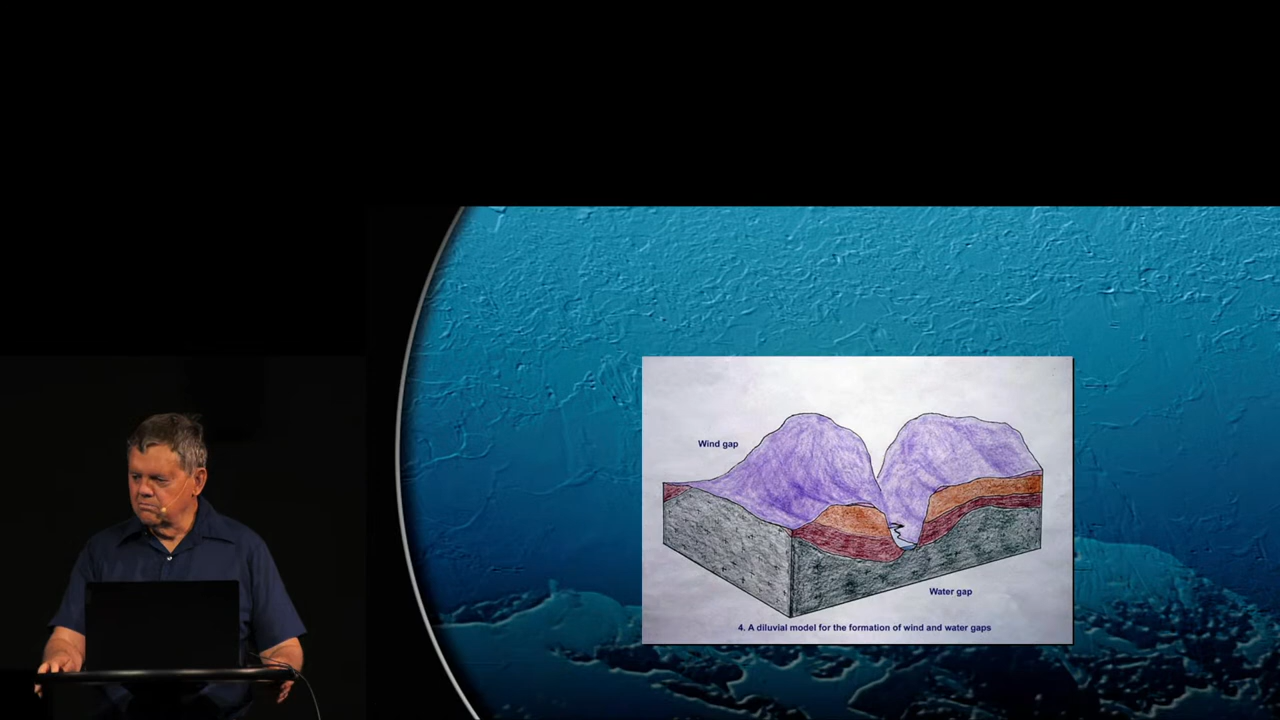 Wind gap
Water gap
4. A diluvial model for the formation of wind and water gaps